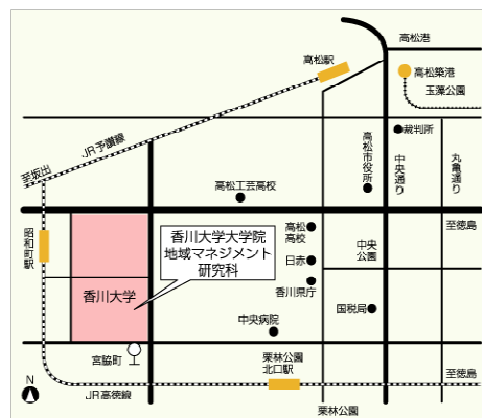 高松港
高松駅
高松築港
玉藻公園
JR予讃線
至坂出
裁判所
高松市役所
中央通り
丸亀通り
高松工芸高校
至徳島
昭和町駅
香川大学大学院
地域マネジメント
研究科
高松
高校
日赤
中央
公園
香川大学
香川県庁
国税局
中央病院
宮脇町
栗林公園
北口駅
至徳島
N
JR高徳線
栗林公園